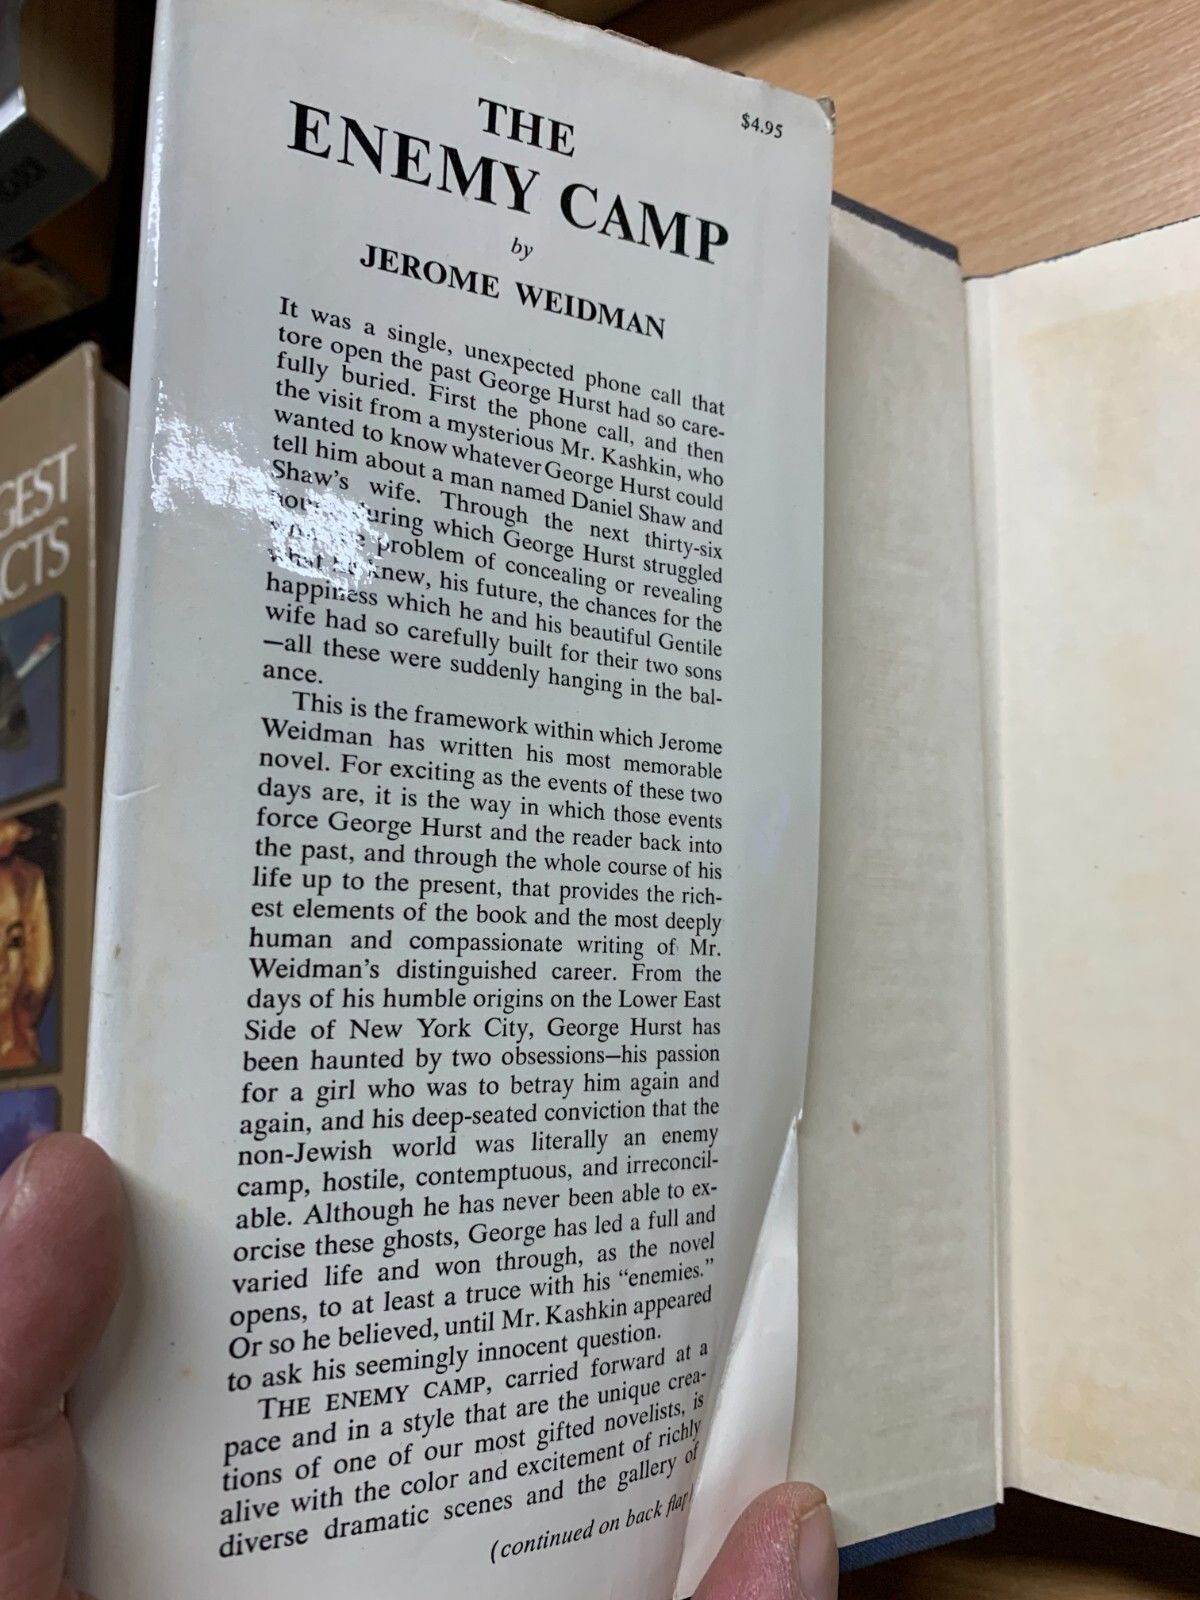 THE
ENEMY CAMP
$4.95
by
JEROME WEIDMAN
It was a single, unexpected phone call that
tore open the past George Hurst had so care-
fully buried. First the phone call, and then
the visit from a mysterious Mr. Kashkin, who
wanted to know whatever George Hurst could
tell him about a man named Daniel Shaw and
Shaw's wife. Through the next thirty-six
during which George Hurst struggled
problem of concealing or revealing
what he knew, his future, the chances for the
happiness which he and his beautiful Gentile
wife had so carefully built for their two sons
—all these were suddenly hanging in the bal-
ance.
This is the framework within which Jerome
Weidman has written his most memorable
novel. For exciting as the events of these two
days are, it is the way in which those events
force George Hurst and the reader back into
the past, and through the whole course of his
life up to the present, that provides the rich-
est elements of the book and the most deeply
human and compassionate writing of Mr.
Weidman's distinguished career. From the
days of his humble origins on the Lower East
Side of New York City, George Hurst has
been haunted by two obsessions—his passion
for a girl who was to betray him again and
again, and his deep-seated conviction that the
non-Jewish world was literally an enemy
camp, hostile, contemptuous, and irreconcil-
able. Although he has never been able to ex-
orcise these ghosts, George has led a full and
varied life and won through, as the novel
opens, to at least a truce with his "enemies."
Or so he believed, until Mr. Kashkin appeared
to ask his seemingly innocent question.
THE ENEMY CAMP, carried forward at a
pace and in a style that are the unique crea-
tions of one of our most gifted novelists, is
alive with the color and excitement of richly
diverse dramatic scenes and the gallery of
(continued on back flap)
GEST
CTS